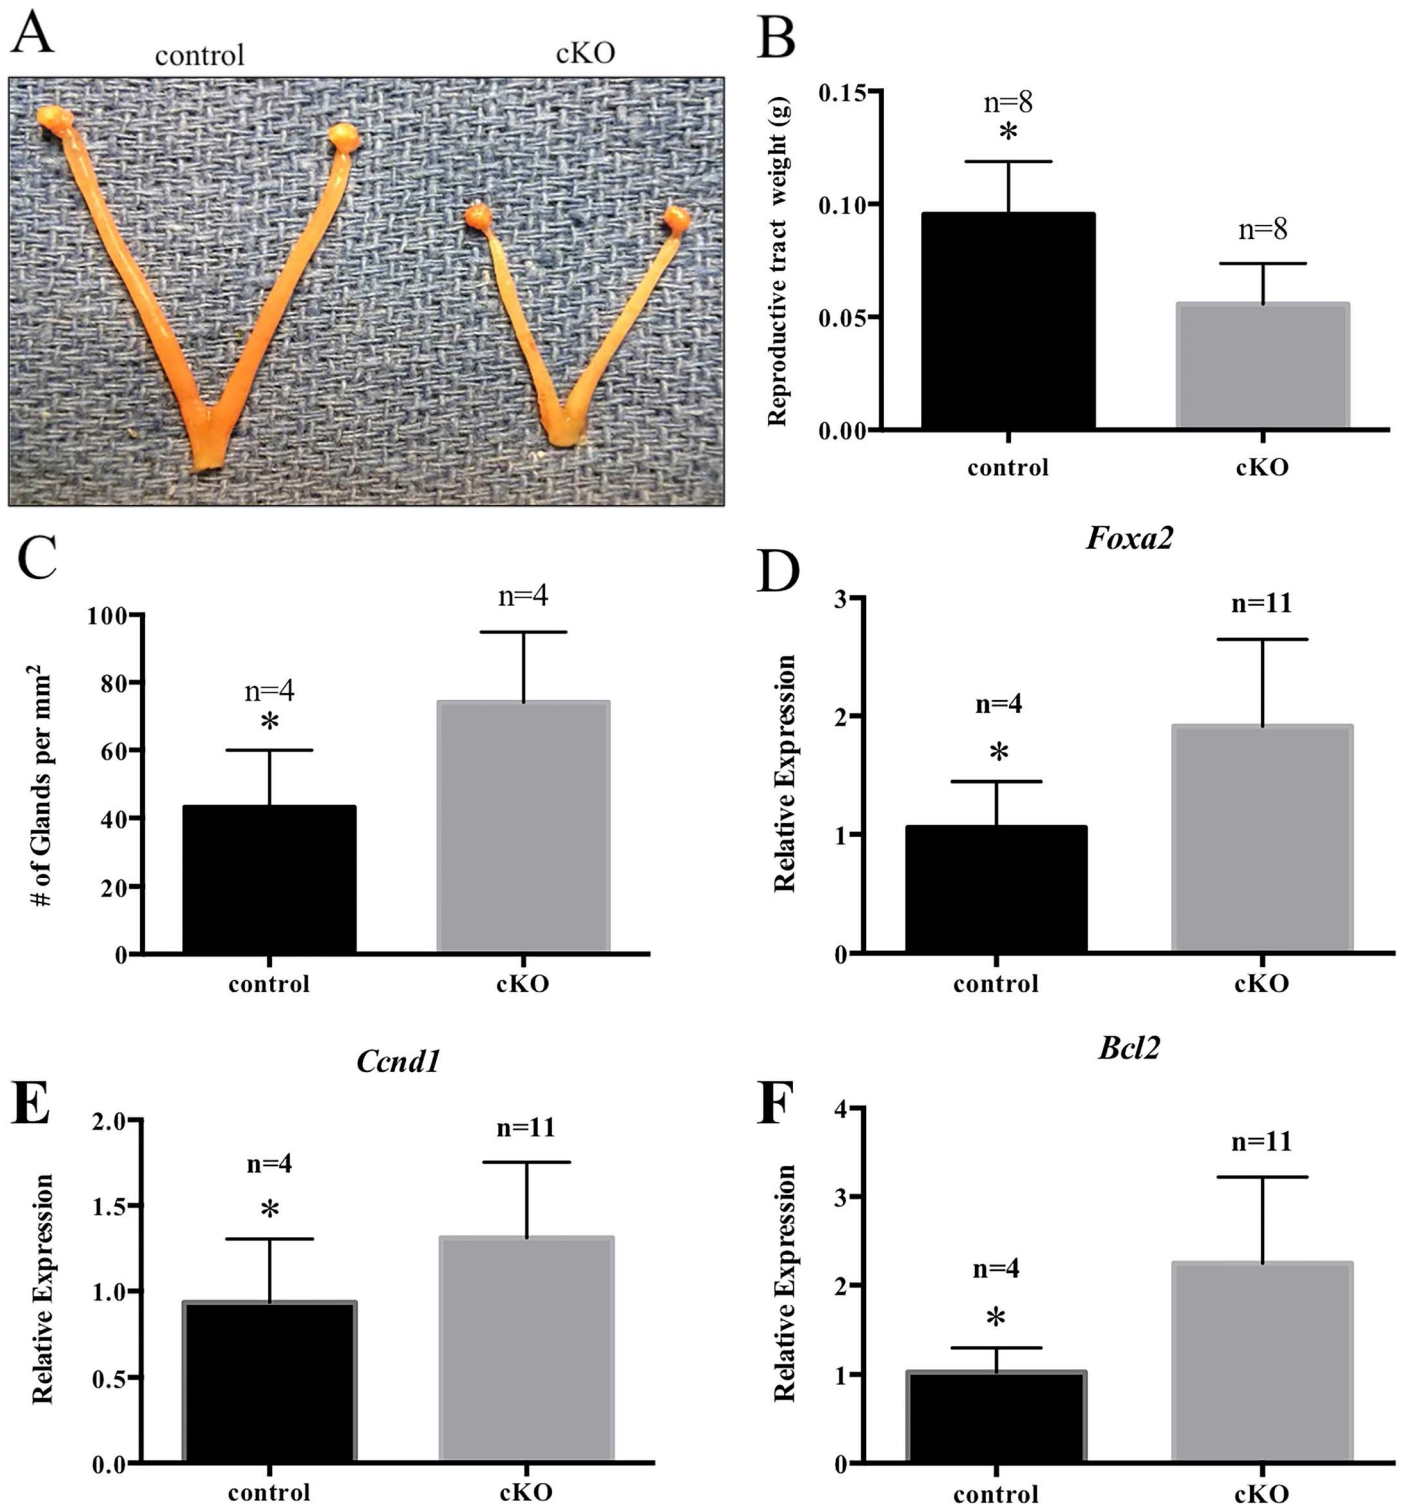 A
control
cKO
B
Reproductive tract weight (g)
0.15
0.10
0.05
0.00
n=8
*
n=8
control
cKO
C
# of Glands per mm²
100
80
60
40
20
0
n=4
*
n=4
control
cKO
D
Foxa2
Relative Expression
3
2
1
0
n=4
*
n=11
control
cKO
E
Ccnd1
Relative Expression
2.0
1.5
1.0
0.5
0.0
n=4
*
n=11
control
cKO
F
Bcl2
Relative Expression
4
3
2
1
0
n=4
*
n=11
control
cKO